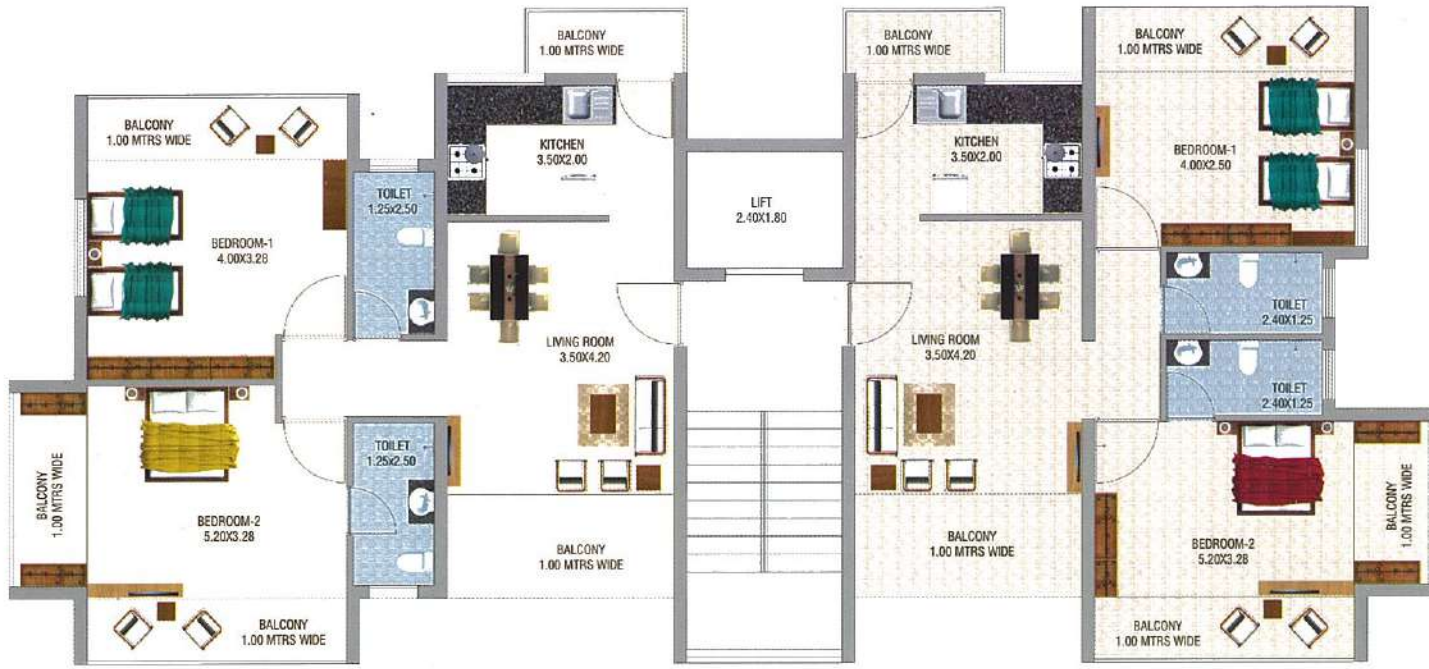 BALCONY
1.00 MTRS WIDE
BALCONY
1.00 MTRS WIDE
BALCONY
1.00 MTRS WIDE
BALCONY
1.00 MTRS WIDE
KITCHEN
3.50X2.00
KITCHEN
3.50X2.00
BEDROOM-1
4.00X2.50
TOILET
1.25x2.50
LIFT
2.40X1.80
BEDROOM-1
4.00X3.28
TOILET
2.40X1.25
LIVING ROOM
3.50X4.20
LIVING ROOM
3.50X4.20
TOILET
2.40X1.25
TOILET
1.25x2.50
BALCONY
1.00 MTRS WIDE
BEDROOM-2
5.20X3.28
BALCONY
1.00 MTRS WIDE
BALCONY
1.00 MTRS WIDE
BEDROOM-2
5.20X3.28
BALCONY
1.00 MTRS WIDE
BALCONY
1.00 MTRS WIDE
BALCONY
1.00 MTRS WIDE